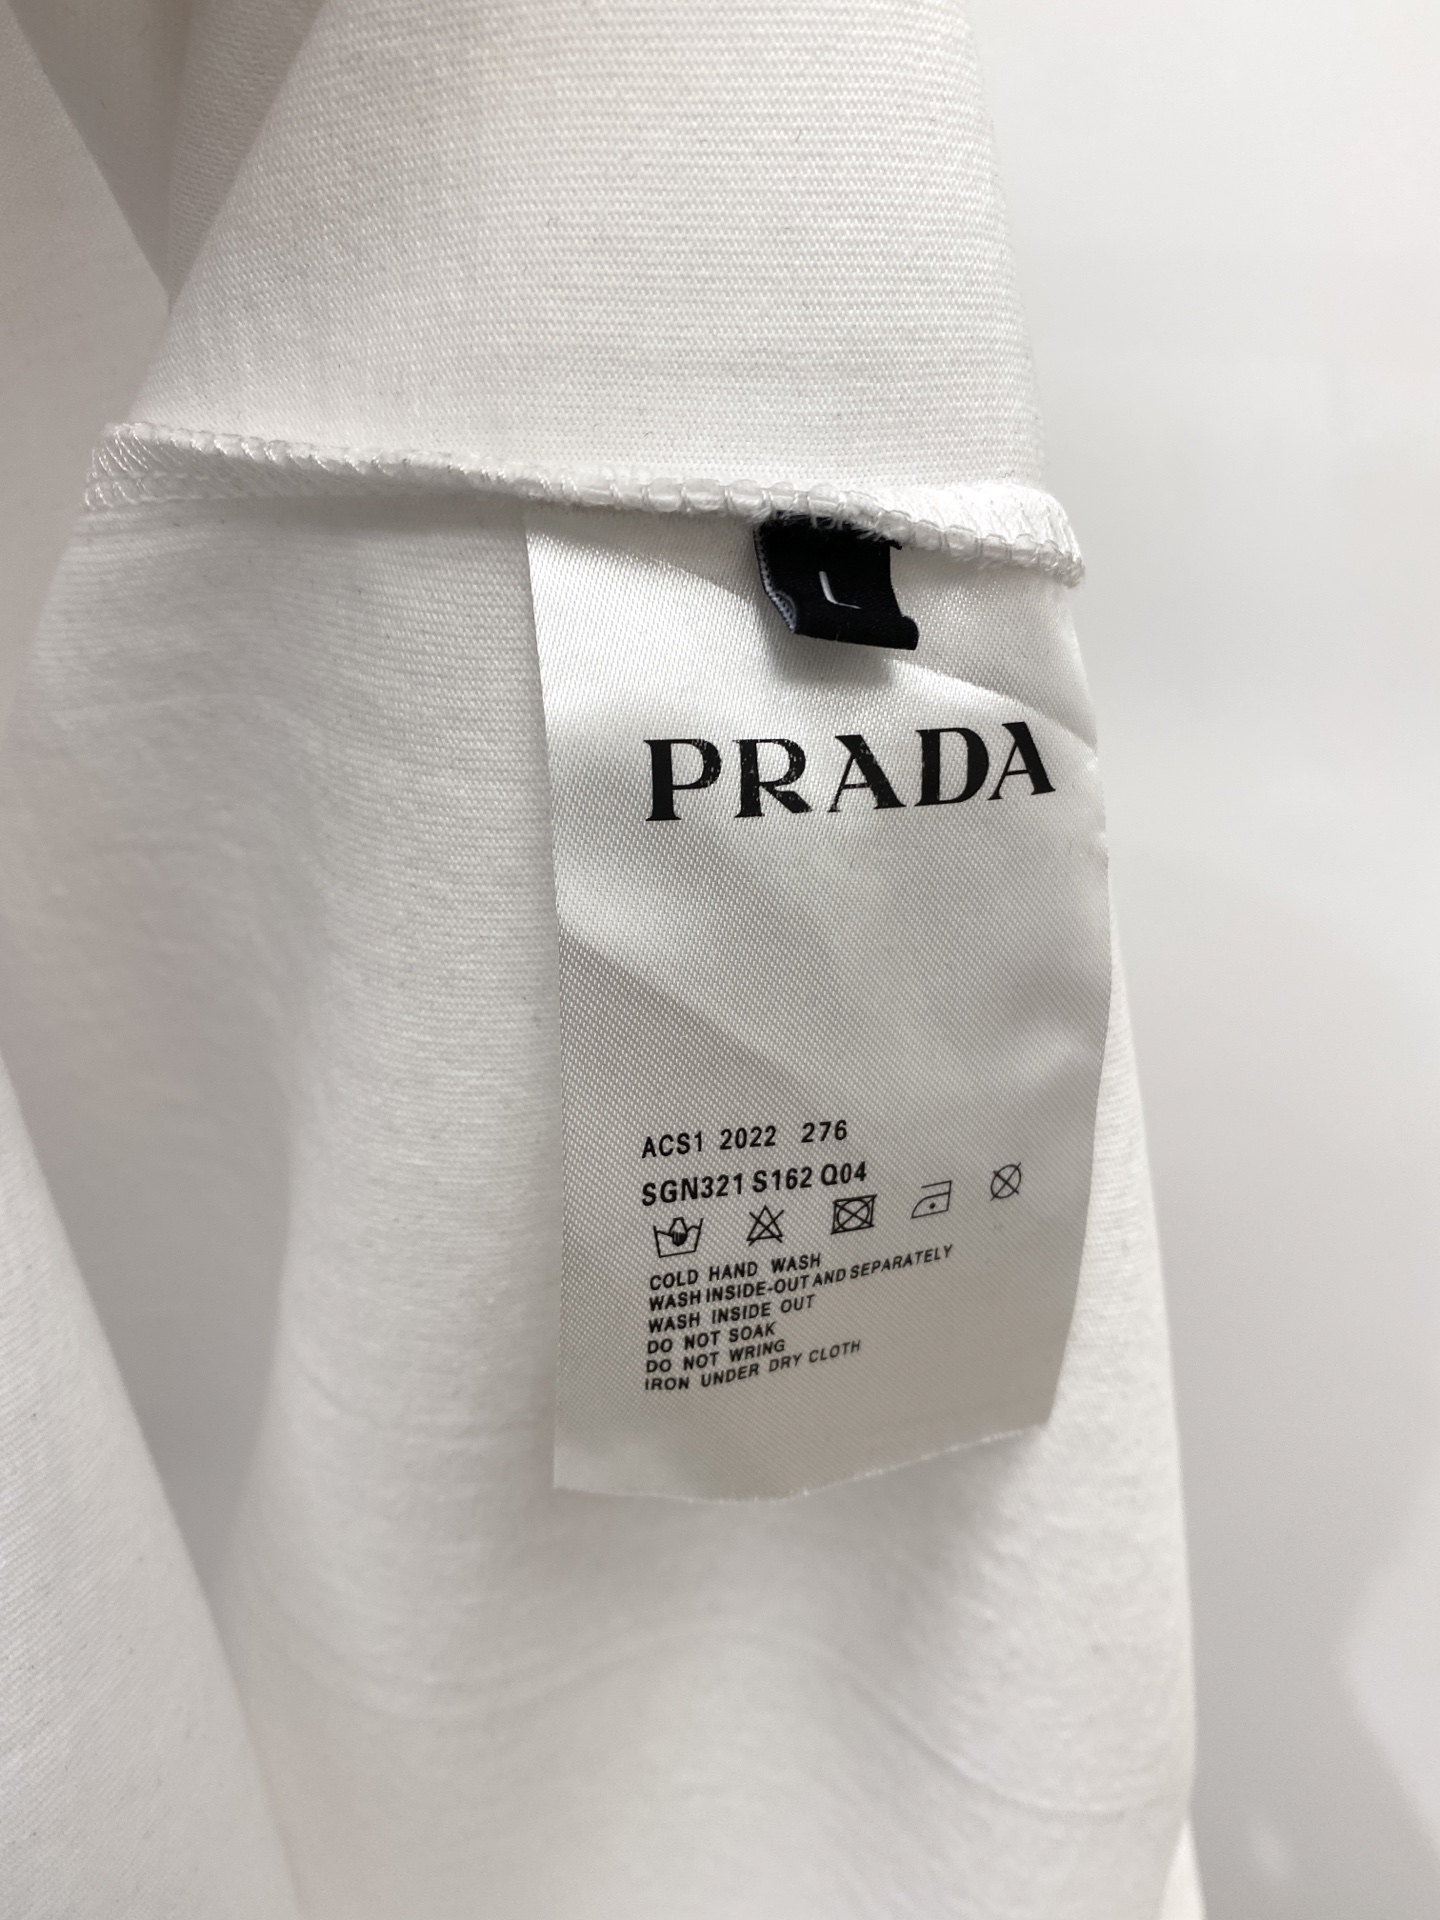 L
PRADA
ACS1 2022 276
SGN321 S162 Q04
COLD HAND WASH
WASH INSIDE-OUT AND SEPARATELY
WASH INSIDE OUT
DO NOT SOAK
DO NOT WRING
IRON UNDER DRY CLOTH